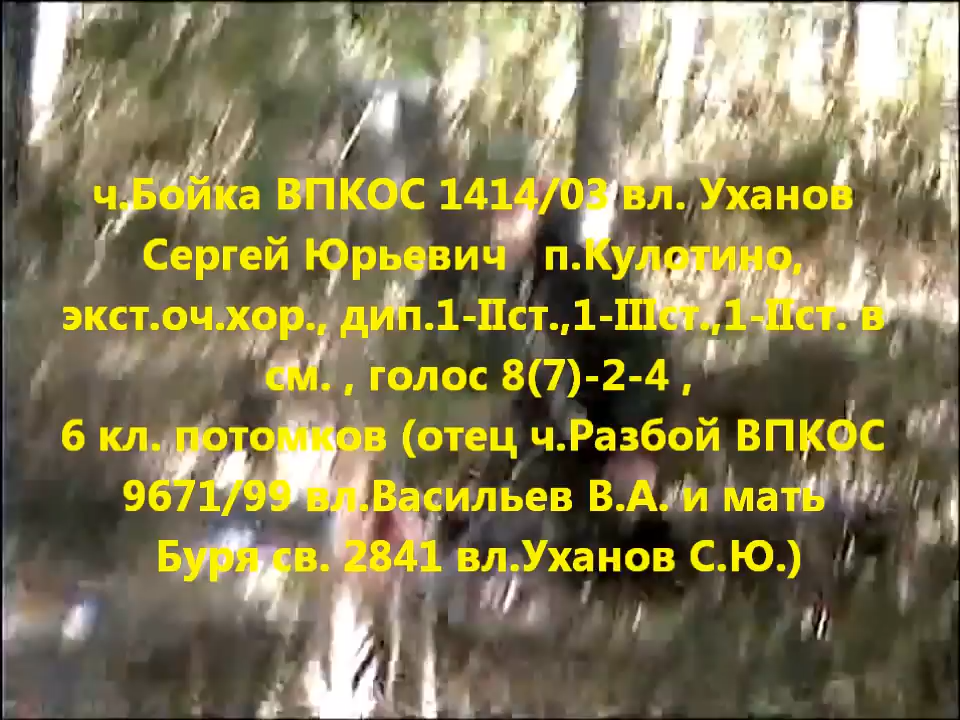 ч.Бойка ВПКОС 1414/03 вл. Уханов
Сергей Юрьевич п.Кулотино,
экст.оч.хор., дип.1-IIст.,1-IIIст.,1-IIст. в
см. , голос 8(7)-2-4 ,
6 кл. потомков (отец ч.Разбой ВПКОС
9671/99 вл.Васильев В.А. и мать
Буря св. 2841 вл.Уханов С.Ю.)